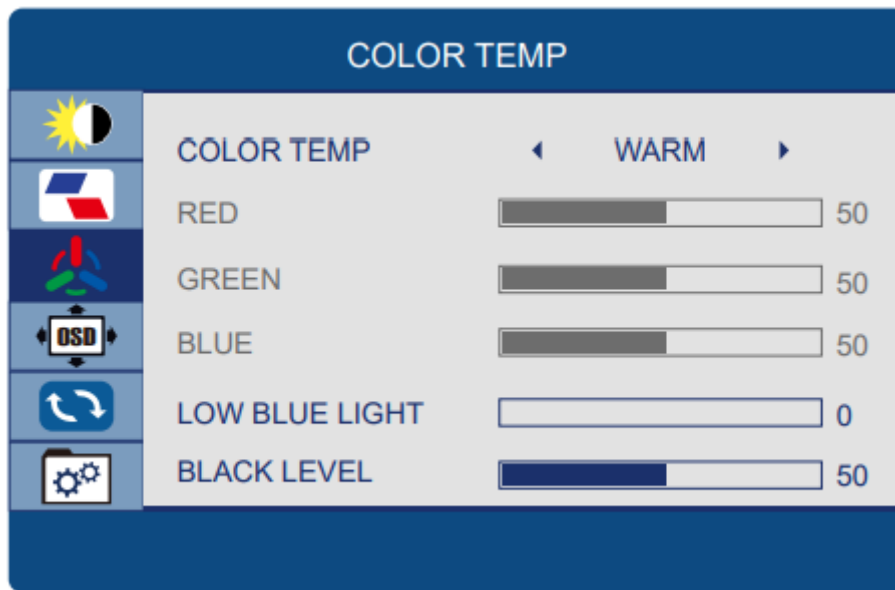 COLOR TEMP
COLOR TEMP WARM
RED 50
GREEN 50
BLUE 50
OSD
LOW BLUE LIGHT 0
BLACK LEVEL 50